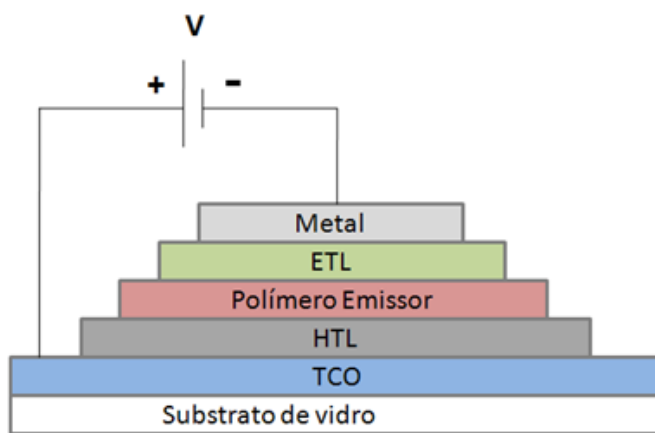 V
+ -
Metal
ETL
Polímero Emissor
HTL
TCO
Substrato de vidro